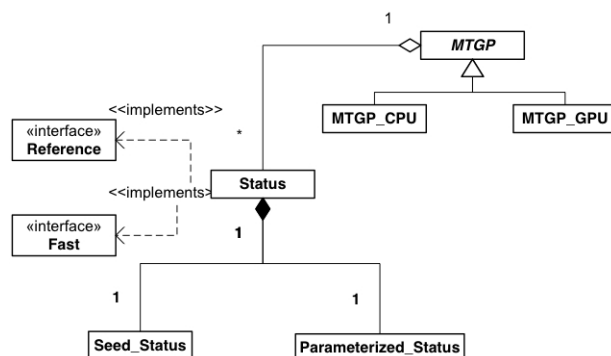 1
MTGP
<<implements>>
MTGP_CPU
MTGP_GPU
«interface»
Reference
*
Status
<<implements>
«interface»
Fast
1
1
1
Seed_Status
Parameterized_Status